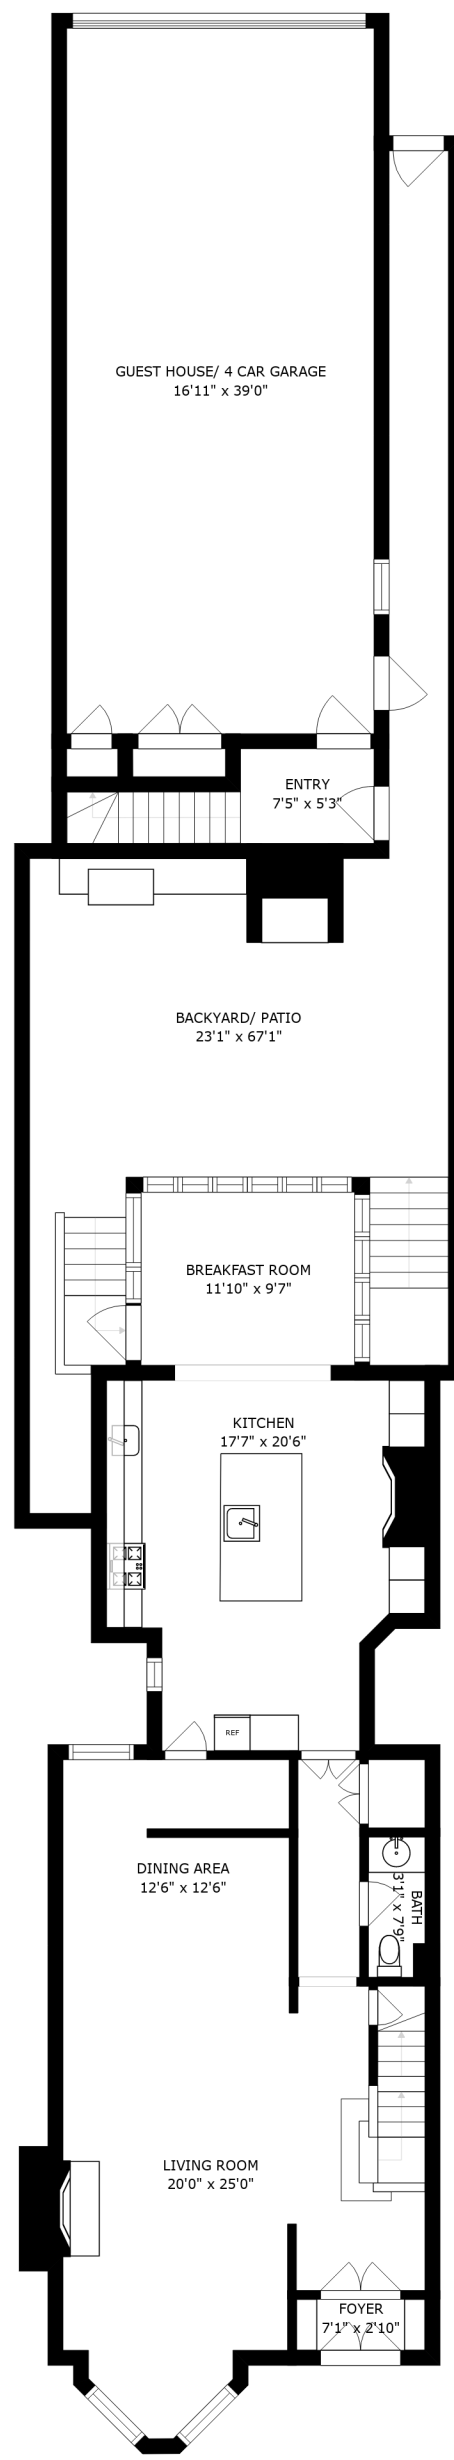 GUEST HOUSE/ 4 CAR GARAGE
16'11" x 39'0"
ENTRY
7'5" x 5'3"
BACKYARD/ PATIO
23'1" x 67'1"
BREAKFAST ROOM
11'10" x 9'7"
KITCHEN
17'7" x 20'6"
REF
DINING AREA
12'6" x 12'6"
BATH
3'1" x 7'9"
LIVING ROOM
20'0" x 25'0"
FOYER
7'1" x 2'10"